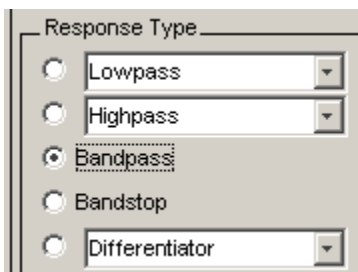 Response Type
Lowpass
Highpass
Bandpass
Bandstop
Differentiator